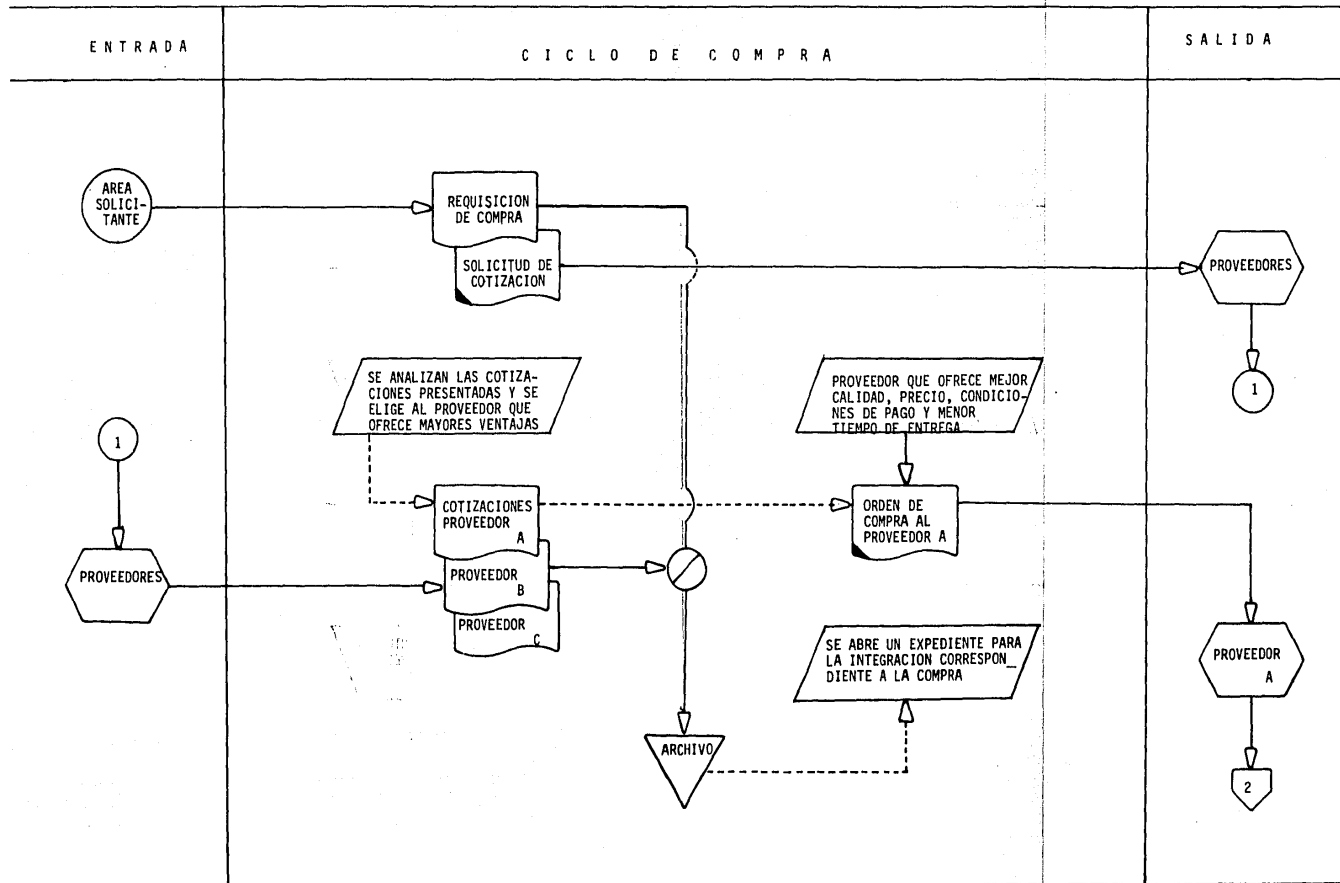 ENTRADA
CICLO DE COMPRA
SALIDA
AREA
SOLICI-
TANTE
REQUISICION
DE COMPRA
SOLICITUD DE
COTIZACION
PROVEEDORES
1
SE ANALIZAN LAS COTIZA-
CIONES PRESENTADAS Y SE
ELIGE AL PROVEEDOR QUE
OFRECE MAYORES VENTAJAS
PROVEEDOR QUE OFRECE MEJOR
CALIDAD, PRECIO, CONDICIO-
NES DE PAGO Y MENOR
TIEMPO DE ENTREGA
1
PROVEEDORES
COTIZACIONES
PROVEEDOR
A
PROVEEDOR
B
PROVEEDOR
C
ORDEN DE
COMPRA AL
PROVEEDOR A
SE ABRE UN EXPEDIENTE PARA
LA INTEGRACION CORRESPON_
DIENTE A LA COMPRA
PROVEEDOR
A
ARCHIVO
2